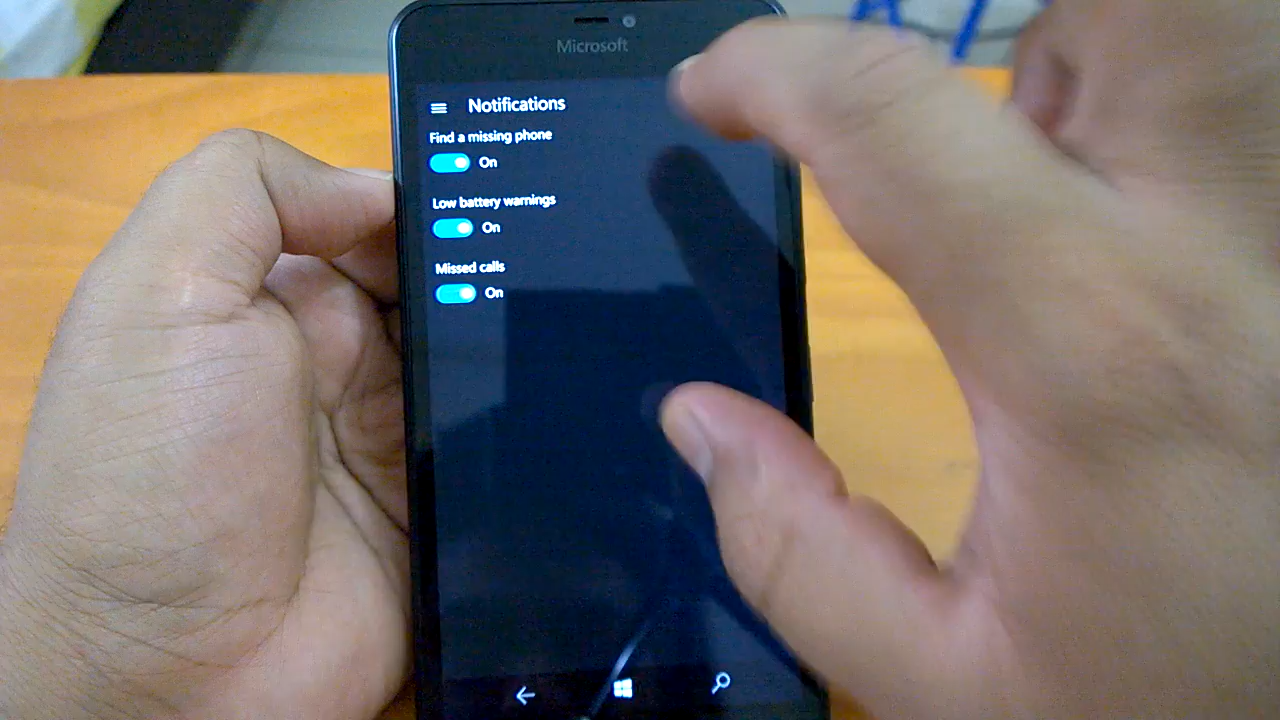 Microsoft
Notifications
Find a missing phone
On
Low battery warnings
On
Missed calls
On